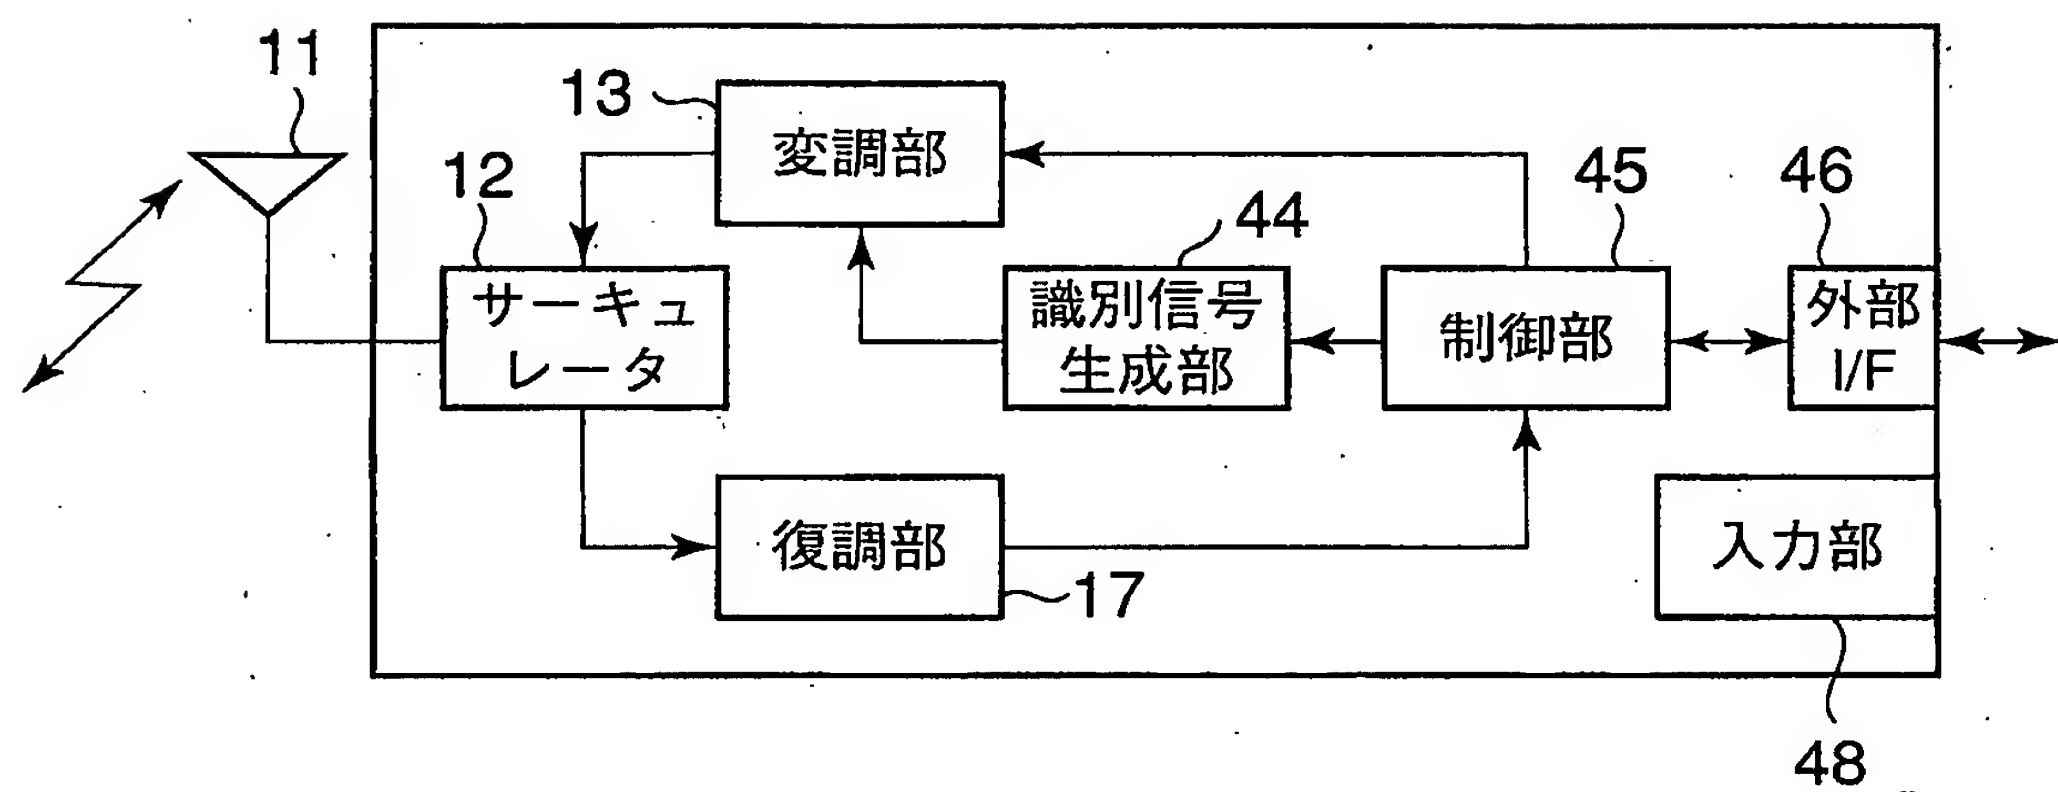 11
13
変調部
12
44
45
46
サーキュ
レータ
識別信号
生成部
制御部
外部
I/F
復調部
17
入力部
48